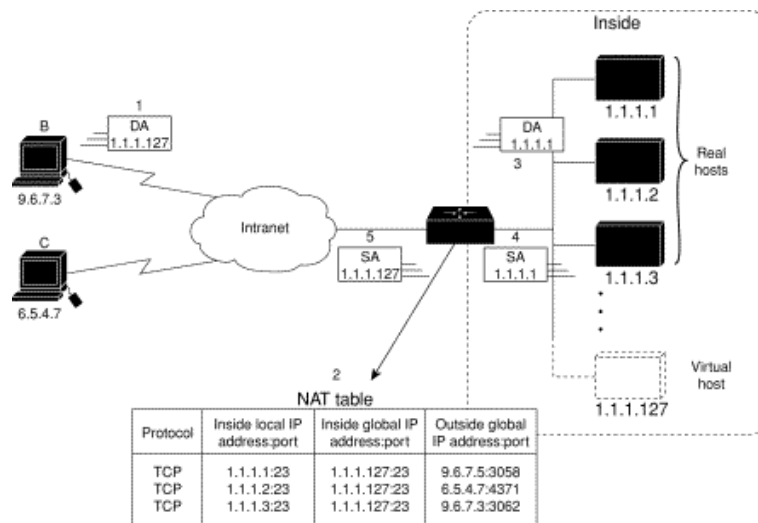 Inside
1
DA
1.1.1.127
B
9.6.7.3
C
6.5.4.7
Intranet
5
SA
1.1.1.127
DA
1.1.1.1
3
4
SA
1.1.1.1
1.1.1.1
1.1.1.2
1.1.1.3
Real
hosts
Virtual
host
1.1.1.127
2
NAT table
Protocol Inside local IP address:port Inside global IP address:port Outside global IP address:port
TCP 1.1.1.1:23 1.1.1.127:23 9.6.7.5:3058
TCP 1.1.1.2:23 1.1.1.127:23 6.5.4.7:4371
TCP 1.1.1.3:23 1.1.1.127:23 9.6.7.3:3062